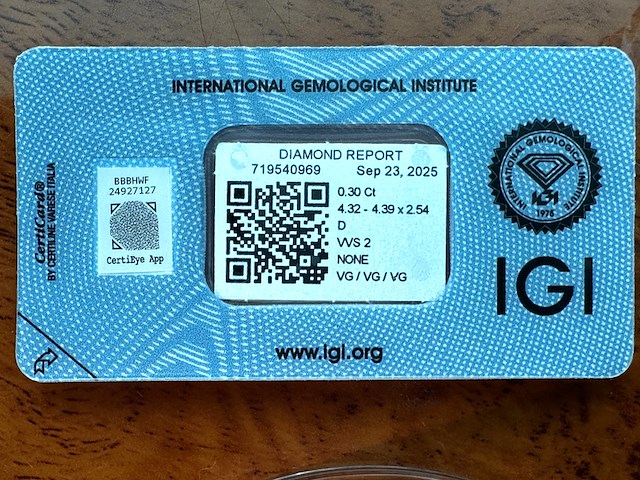 INTERNATIONAL GEMOLOGICAL INSTITUTE
CertiCard®
BY CERTILINE VARESE ITALIA
BBBHWF
24927127
CertiEye App
DIAMOND REPORT
719540969 Sep 23, 2025
0.30 Ct
4.32 - 4.39 x 2.54
D
VVS 2
NONE
VG / VG / VG
INTERNATIONAL GEMOLOGICAL INSTITUTE
IGI
1975
IGI
www.igi.org